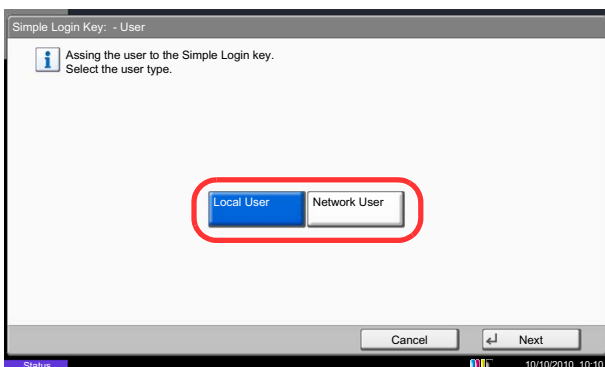 Simple Login Key:  - User
Assing the user to the Simple Login key.
Select the user type.
Local User
Network User
Cancel
Next
Status
10/10/2010  10:10